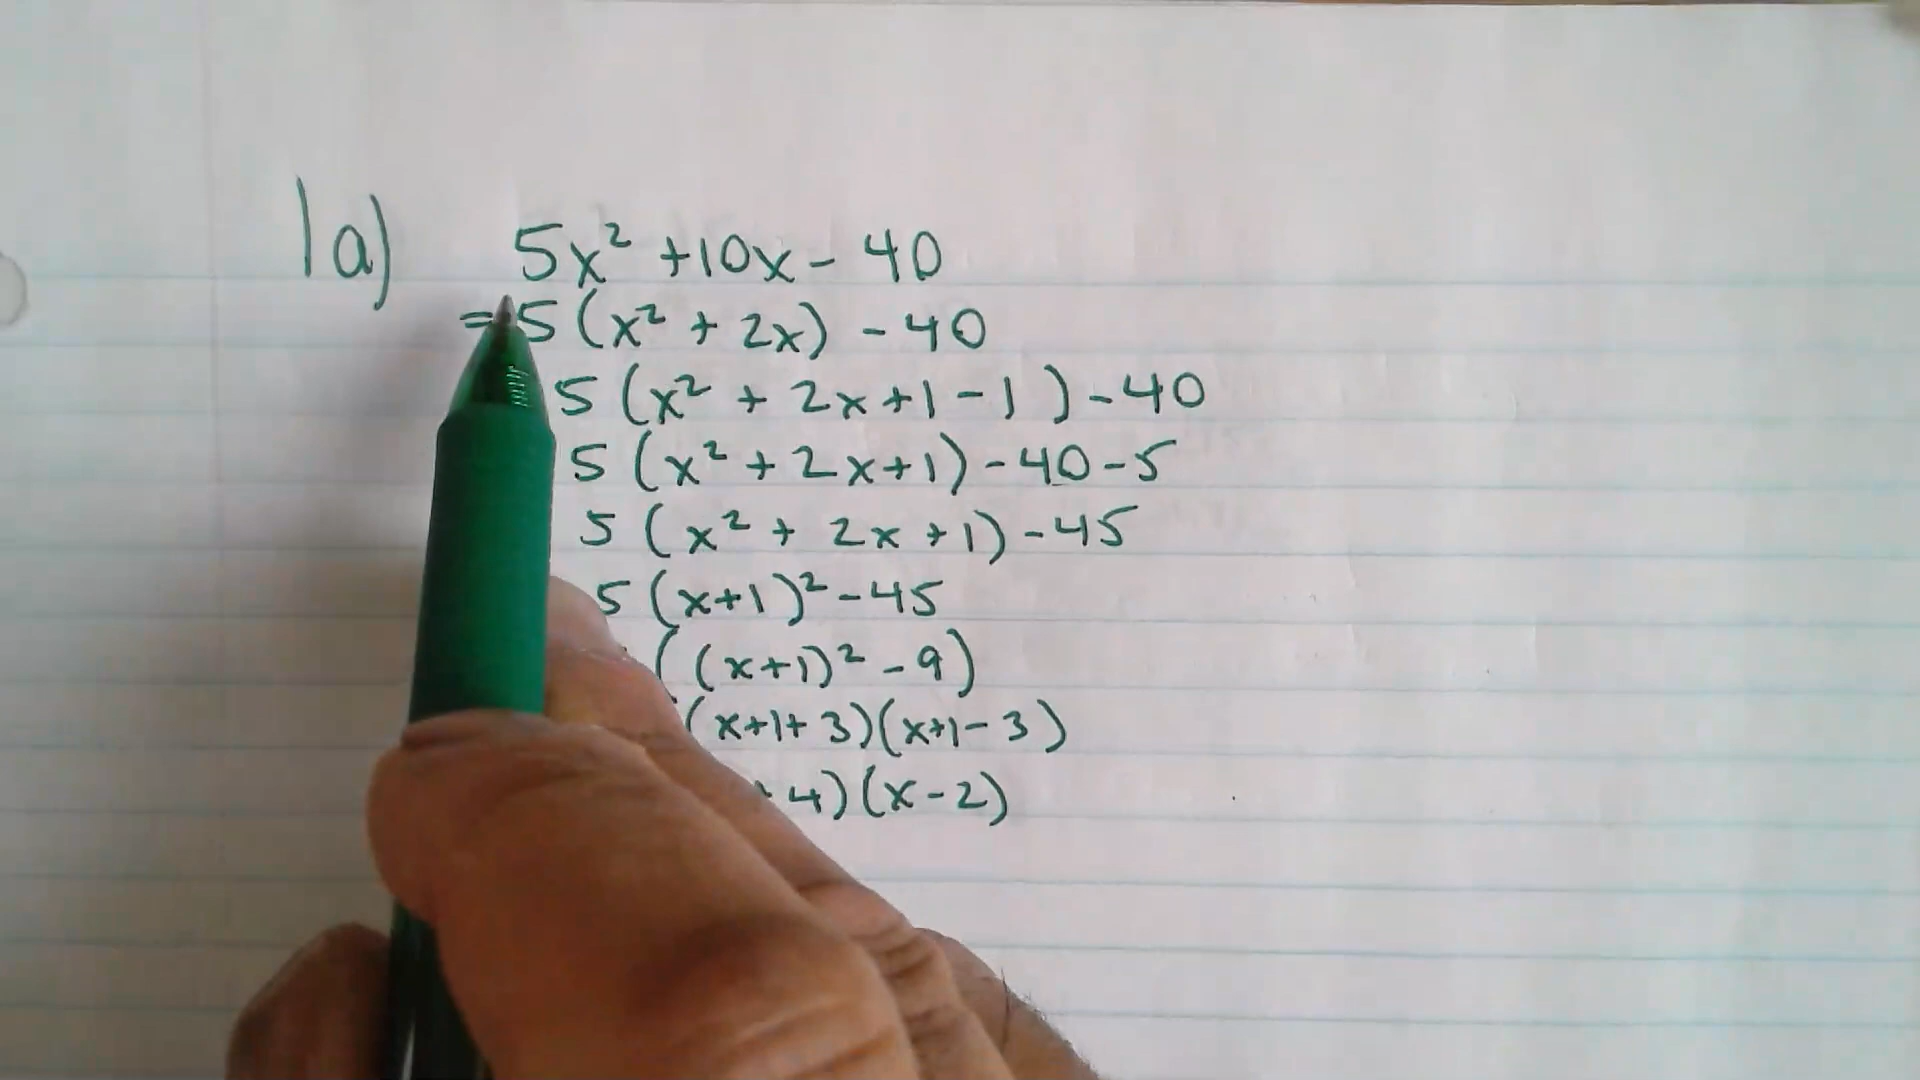 1a) 5x² + 10x - 40
= 5 (x² + 2x) - 40
5 (x² + 2x + 1 - 1) - 40
5 (x² + 2x + 1) - 40 - 5
5 (x² + 2x + 1) - 45
5 (x+1)² - 45
((x+1)² - 9)
(x+1+3)(x+1-3)
4)(x-2)